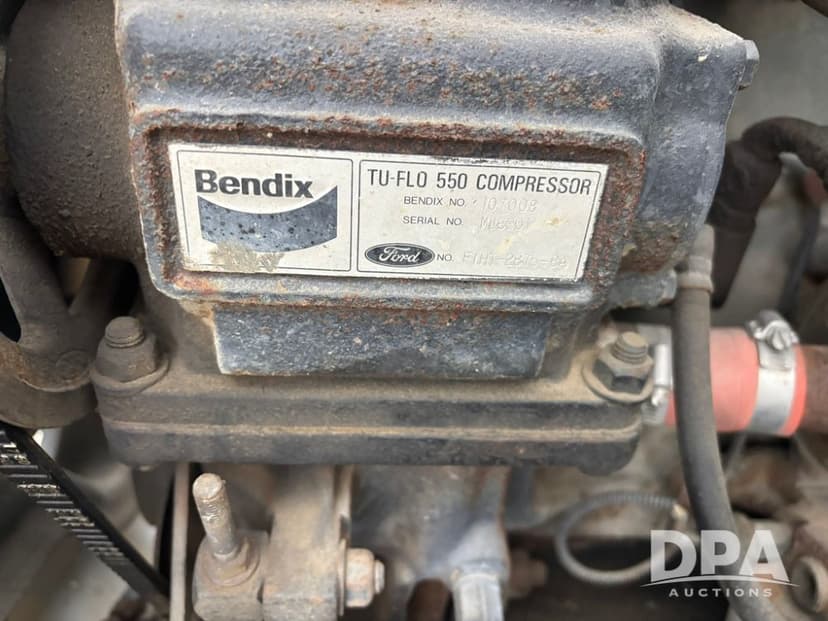 Bendix
TU-FLO 550 COMPRESSOR
BENDIX NO.
SERIAL NO.
Ford NO.
DPA
AUCTIONS